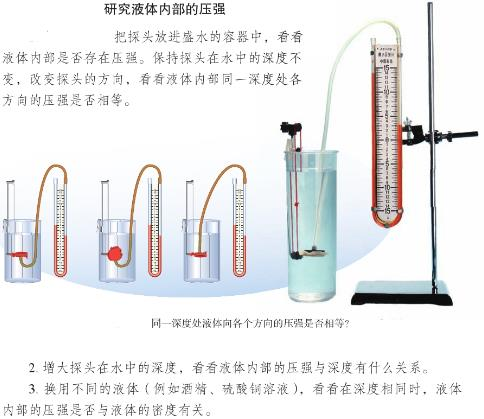 研究液体内部的压强
把探头放进盛水的容器中，看看
液体内部是否存在压强。保持探头在水中的深度不
变，改变探头的方向，看看液体内部同一深度处各
方向的压强是否相等。
同一深度处液体向各个方向的压强是否相等?
2. 增大探头在水中的深度，看看液体内部的压强与深度有什么关系。
3. 换用不同的液体（例如酒精、硫酸铜溶液），看看在深度相同时，液体
内部的压强是否与液体的密度有关。